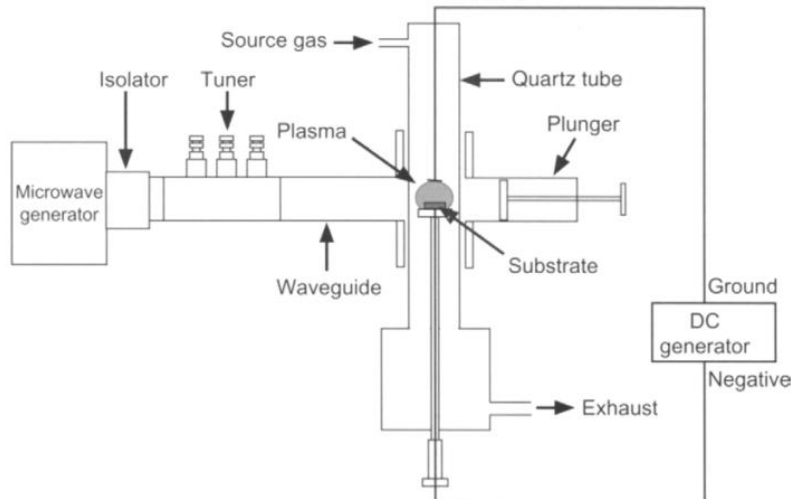 Source gas
Isolator
Tuner
Quartz tube
Plasma
Plunger
Microwave
generator
Substrate
Waveguide
Ground
DC
generator
Negative
Exhaust